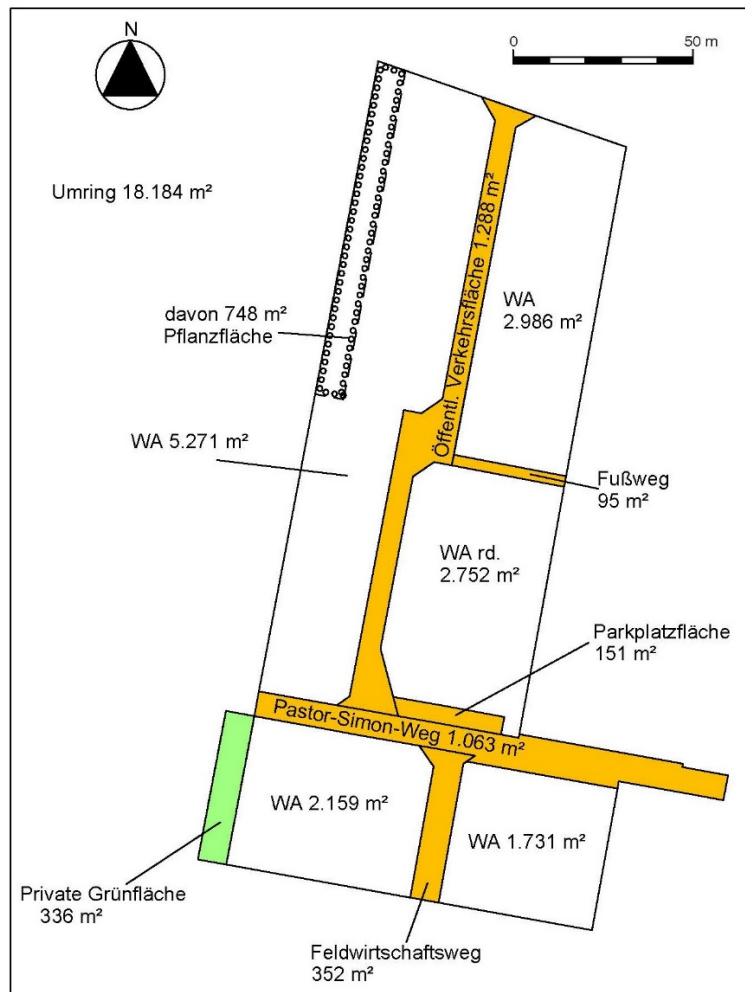 N
0 50 m
Umring 18.184 m²
Öffentl. Verkehrsfläche 1.288 m²
WA
2.986 m²
davon 748 m²
Pflanzfläche
WA 5.271 m²
Fußweg
95 m²
WA rd.
2.752 m²
Parkplatzfläche
151 m²
Pastor-Simon-Weg 1.063 m²
WA 2.159 m²
WA 1.731 m²
Private Grünfläche
336 m²
Feldwirtschaftsweg
352 m²